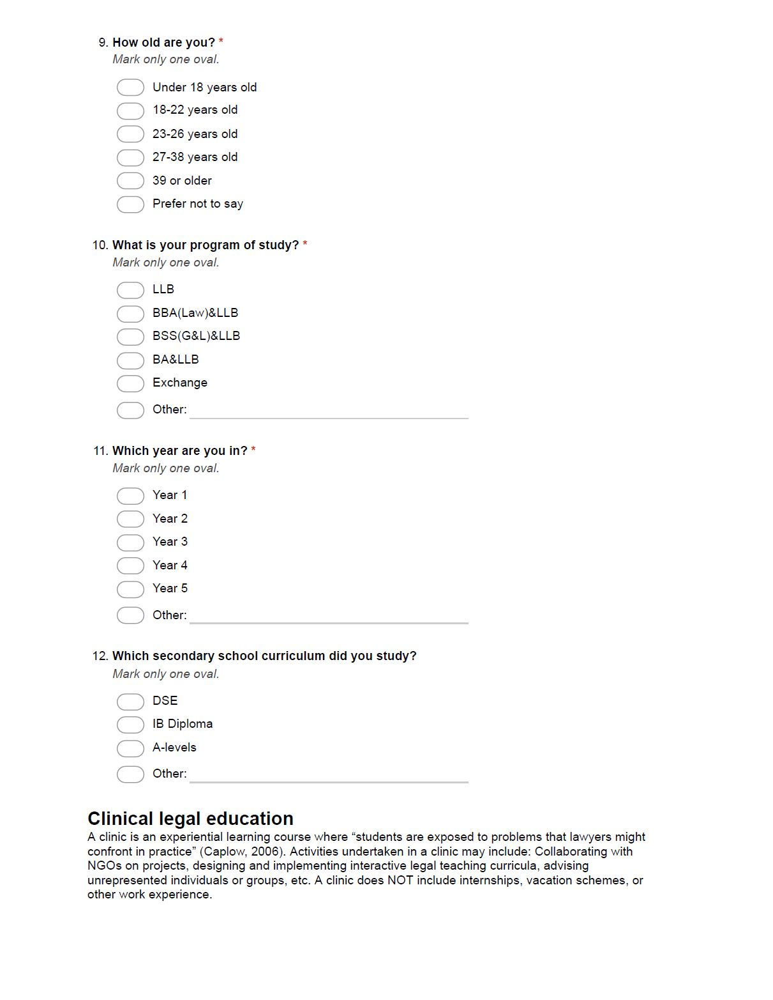 9. How old are you? *
Mark only one oval.
Under 18 years old
18-22 years old
23-26 years old
27-38 years old
39 or older
Prefer not to say
10. What is your program of study? *
Mark only one oval.
LLB
BBA(Law)&LLB
BSS(G&L)&LLB
BA&LLB
Exchange
Other:
11. Which year are you in? *
Mark only one oval.
Year 1
Year 2
Year 3
Year 4
Year 5
Other:
12. Which secondary school curriculum did you study?
Mark only one oval.
DSE
IB Diploma
A-levels
Other:
Clinical legal education
A clinic is an experiential learning course where “students are exposed to problems that lawyers might
confront in practice” (Caplow, 2006). Activities undertaken in a clinic may include: Collaborating with
NGOs on projects, designing and implementing interactive legal teaching curricula, advising
unrepresented individuals or groups, etc. A clinic does NOT include internships, vacation schemes, or
other work experience.